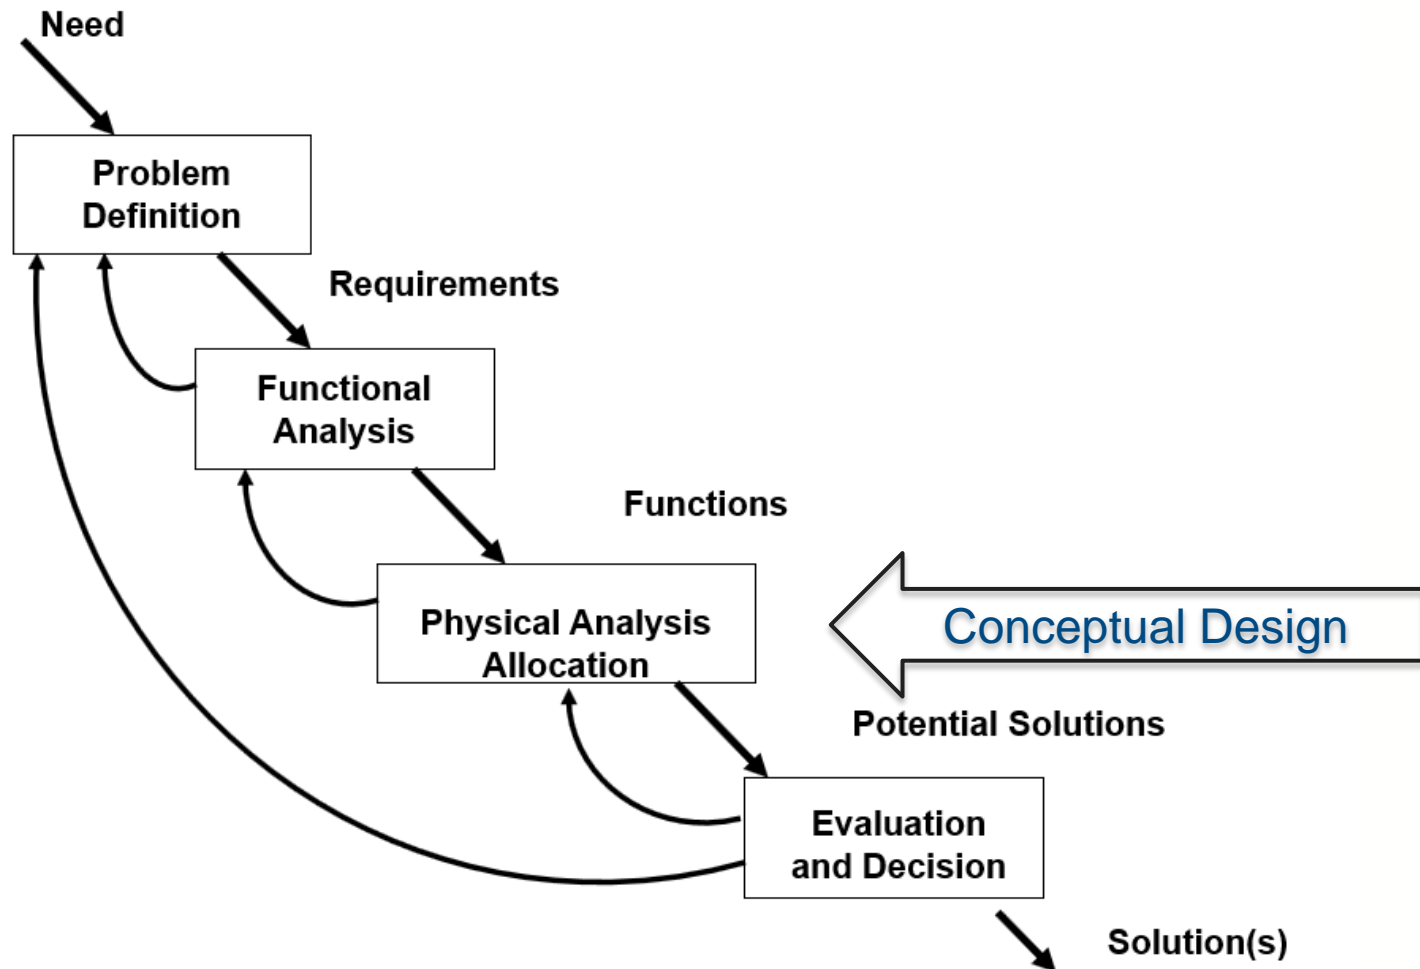 Need
Problem
Definition
Requirements
Functional
Analysis
Functions
Physical Analysis
Allocation
Conceptual Design
Potential Solutions
Evaluation
and Decision
Solution(s)